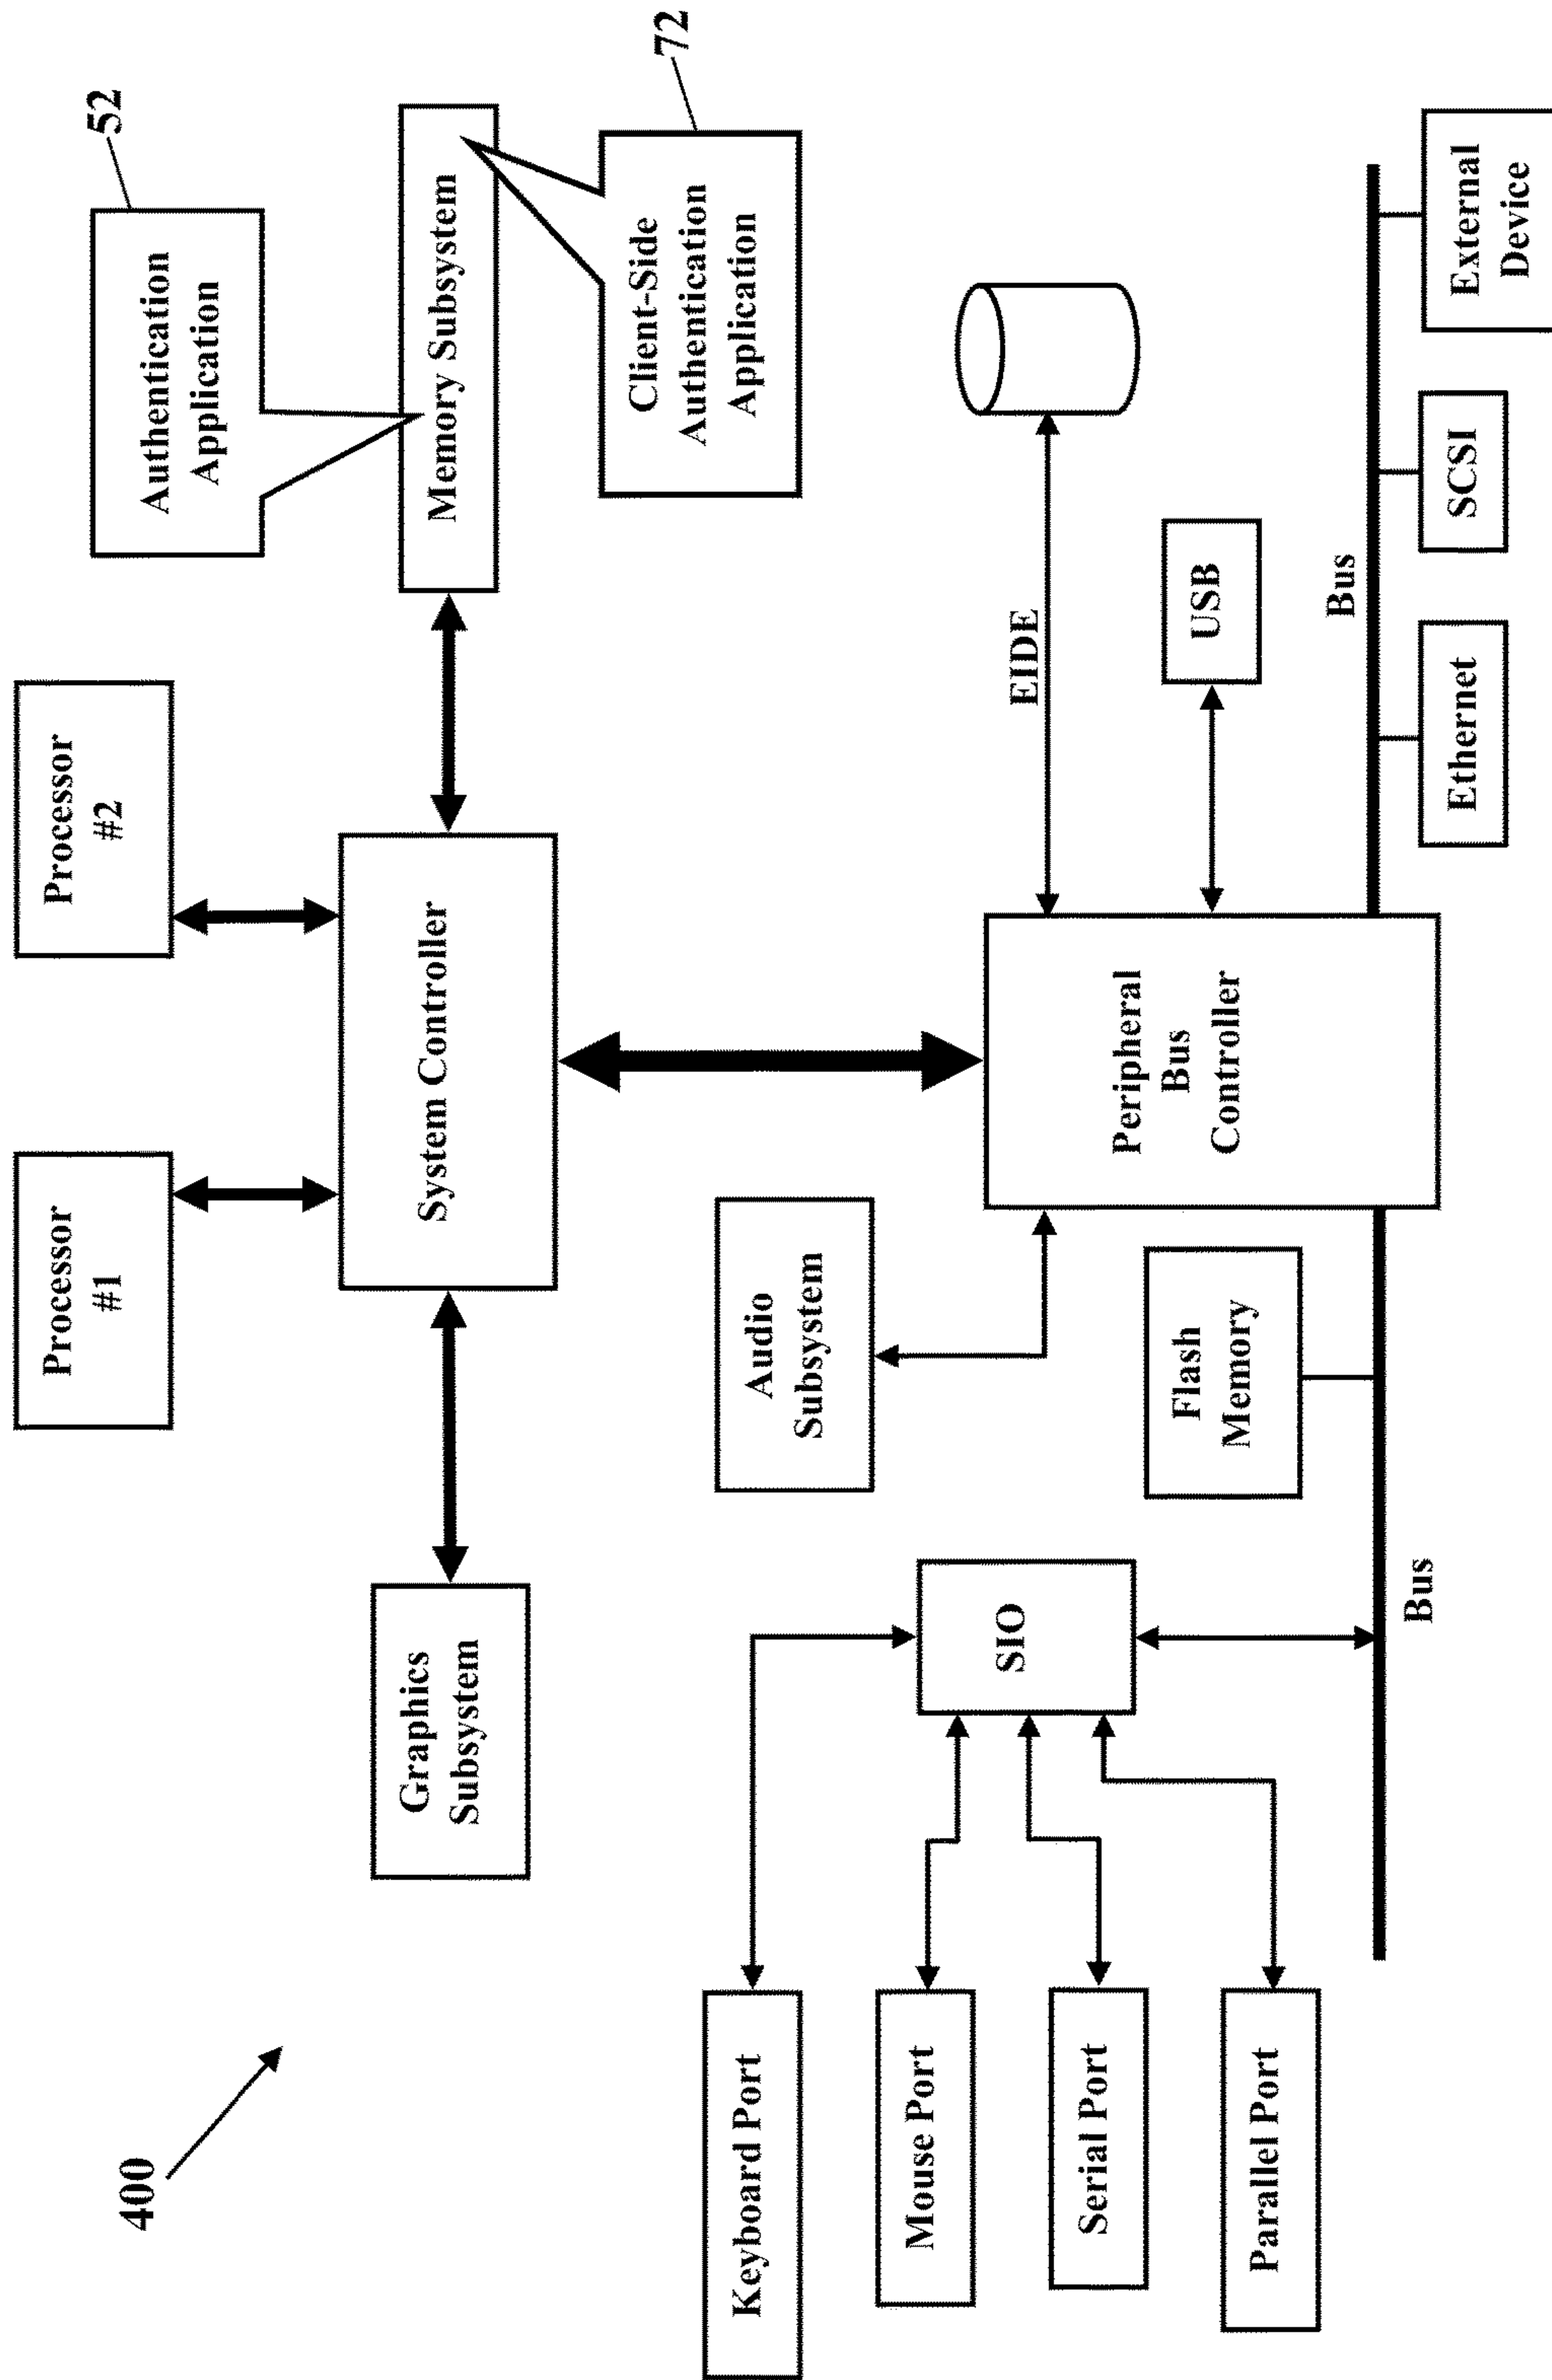 400
Processor
#1
Processor
#2
52
Authentication
Application
Graphics
Subsystem
System Controller
Memory Subsystem
72
Client-Side
Authentication
Application
Keyboard Port
Mouse Port
Serial Port
Parallel Port
SIO
Audio
Subsystem
Flash
Memory
Peripheral
Bus
Controller
EIDE
USB
Bus
Bus
Ethernet
SCSI
External
Device